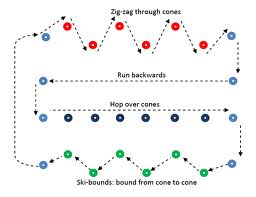 Zig-zag through cones
Run backwards
Hop over cones
Ski-bounds: bound from cone to cone